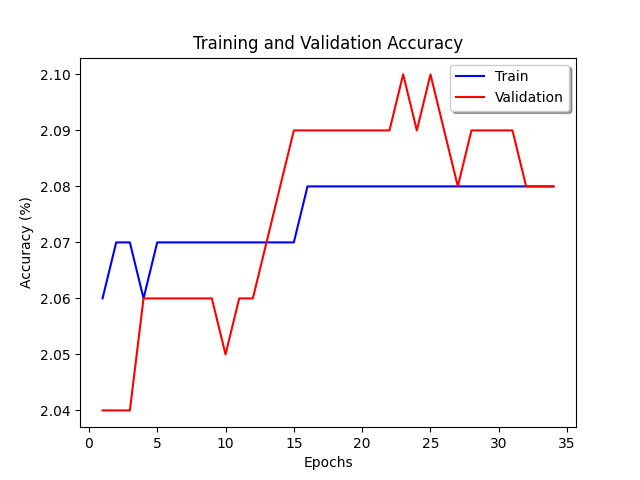 Training and Validation Accuracy
Train
Validation
Accuracy (%)
2.10
2.09
2.08
2.07
2.06
2.05
2.04
0 5 10 15 20 25 30 35
Epochs